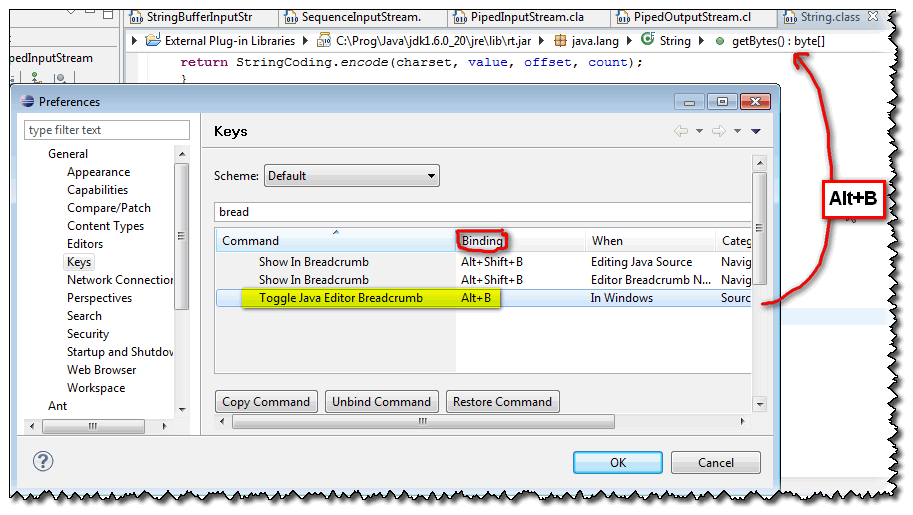 StringBufferInputStr SequenceInputStream. PipedInputStream.cla PipedOutputStream.cl String.class
External Plug-in Libraries C:\Prog\Java\jdk1.6.0_20\jre\lib\rt.jar java.lang String getBytes() : byte[]
pedInputStream
return StringCoding.encode(charset, value, offset, count);
}
Preferences
type filter text
Keys
General
Appearance
Capabilities
Compare/Patch
Content Types
Editors
Keys
Network Connection
Perspectives
Search
Security
Startup and Shutdov
Web Browser
Workspace
Ant
Scheme: Default
bread
Command Binding When Categ
Show In Breadcrumb Alt+Shift+B Editing Java Source Navig
Show In Breadcrumb Alt+Shift+B Editor Breadcrumb N... Navig
Toggle Java Editor Breadcrumb Alt+B In Windows Sourc
Copy Command Unbind Command Restore Command
OK Cancel
Alt+B